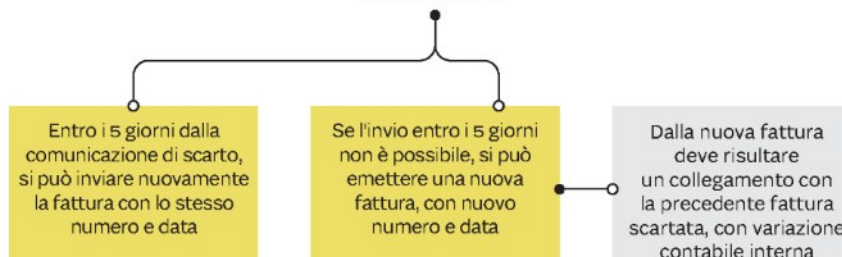 Entro i 5 giorni dalla
comunicazione di scarto,
si può inviare nuovamente
la fattura con lo stesso
numero e data
Se l'invio entro i 5 giorni
non è possibile, si può
emettere una nuova
fattura, con nuovo
numero e data
Dalla nuova fattura
deve risultare
un collegamento con
la precedente fattura
scartata, con variazione
contabile interna